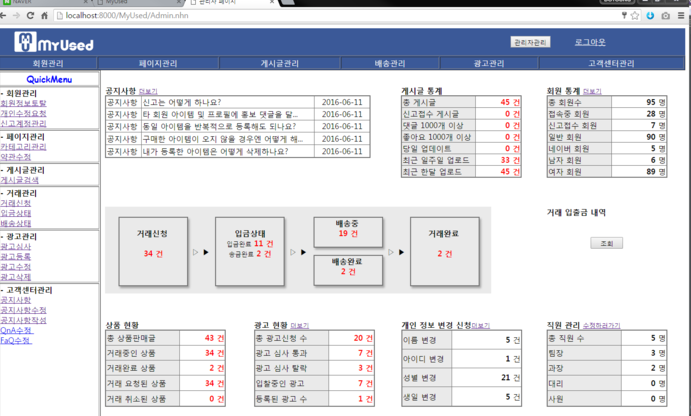 NAVER
MyUsed
관리자 페이지
localhost:8000/MyUsed/Admin.nhn
MyUsed
관리자관리
로그아웃
회원관리 페이지관리 게시글관리 배송관리 광고관리 고객센터관리
QuickMenu
- 회원관리
회원정보토탈
개인수정요청
신고계정관리
- 페이지관리
카테고리관리
약관수정
- 게시글관리
게시글검색
- 거래관리
거래신청
입금상태
배송상태
- 광고관리
광고심사
광고등록
광고수정
광고삭제
- 고객센터관리
공지사항
공지사항수정
공지사항작성
QnA수정
FaQ수정
공지사항 더보기
공지사항 신고는 어떻게 하나요? 2016-06-11
공지사항 타 회원 아이템 및 프로필에 홍보 댓글을 달... 2016-06-11
공지사항 동일 아이템을 반복적으로 등록해도 되나요? 2016-06-11
공지사항 구매한 아이템이 오지 않을 경우엔 어떻게 해... 2016-06-11
공지사항 내가 등록한 아이템은 어떻게 삭제하나요? 2016-06-11
게시글 통계 더보기
총 게시글 45 건
신고접수 게시글 0 건
댓글 1000개 이상 0 건
좋아요 1000개 이상 0 건
당일 업데이트 0 건
최근 일주일 업로드 33 건
최근 한달 업로드 45 건
회원 통계 더보기
총 회원수 95 명
접속중 회원 28 명
신고접수 회원 7 명
일반 회원 90 명
네이버 회원 5 명
남자 회원 6 명
여자 회원 89 명
거래신청
34 건
입금상태
입금완료 11 건
송금완료 2 건
배송중
19 건
배송완료
2 건
거래완료
2 건
거래 입출금 내역
조회
상품 현황
총 상품판매글 43 건
거래중인 상품 34 건
거래완료 상품 2 건
거래 요청된 상품 34 건
거래 취소된 상품 0 건
광고 현황 더보기
총 광고신청 수 20 건
광고 심사 통과 7 건
광고 심사 탈락 3 건
입찰중인 광고 7 건
등록된 광고 수 1 건
개인 정보 변경 신청 더보기
이름 변경 5 건
아이디 변경 1 건
성별 변경 21 건
생일 변경 5 건
직원 관리 수정하러가기
총 직원 수 5 명
팀장 3 명
과장 2 명
대리 0 명
사원 0 명